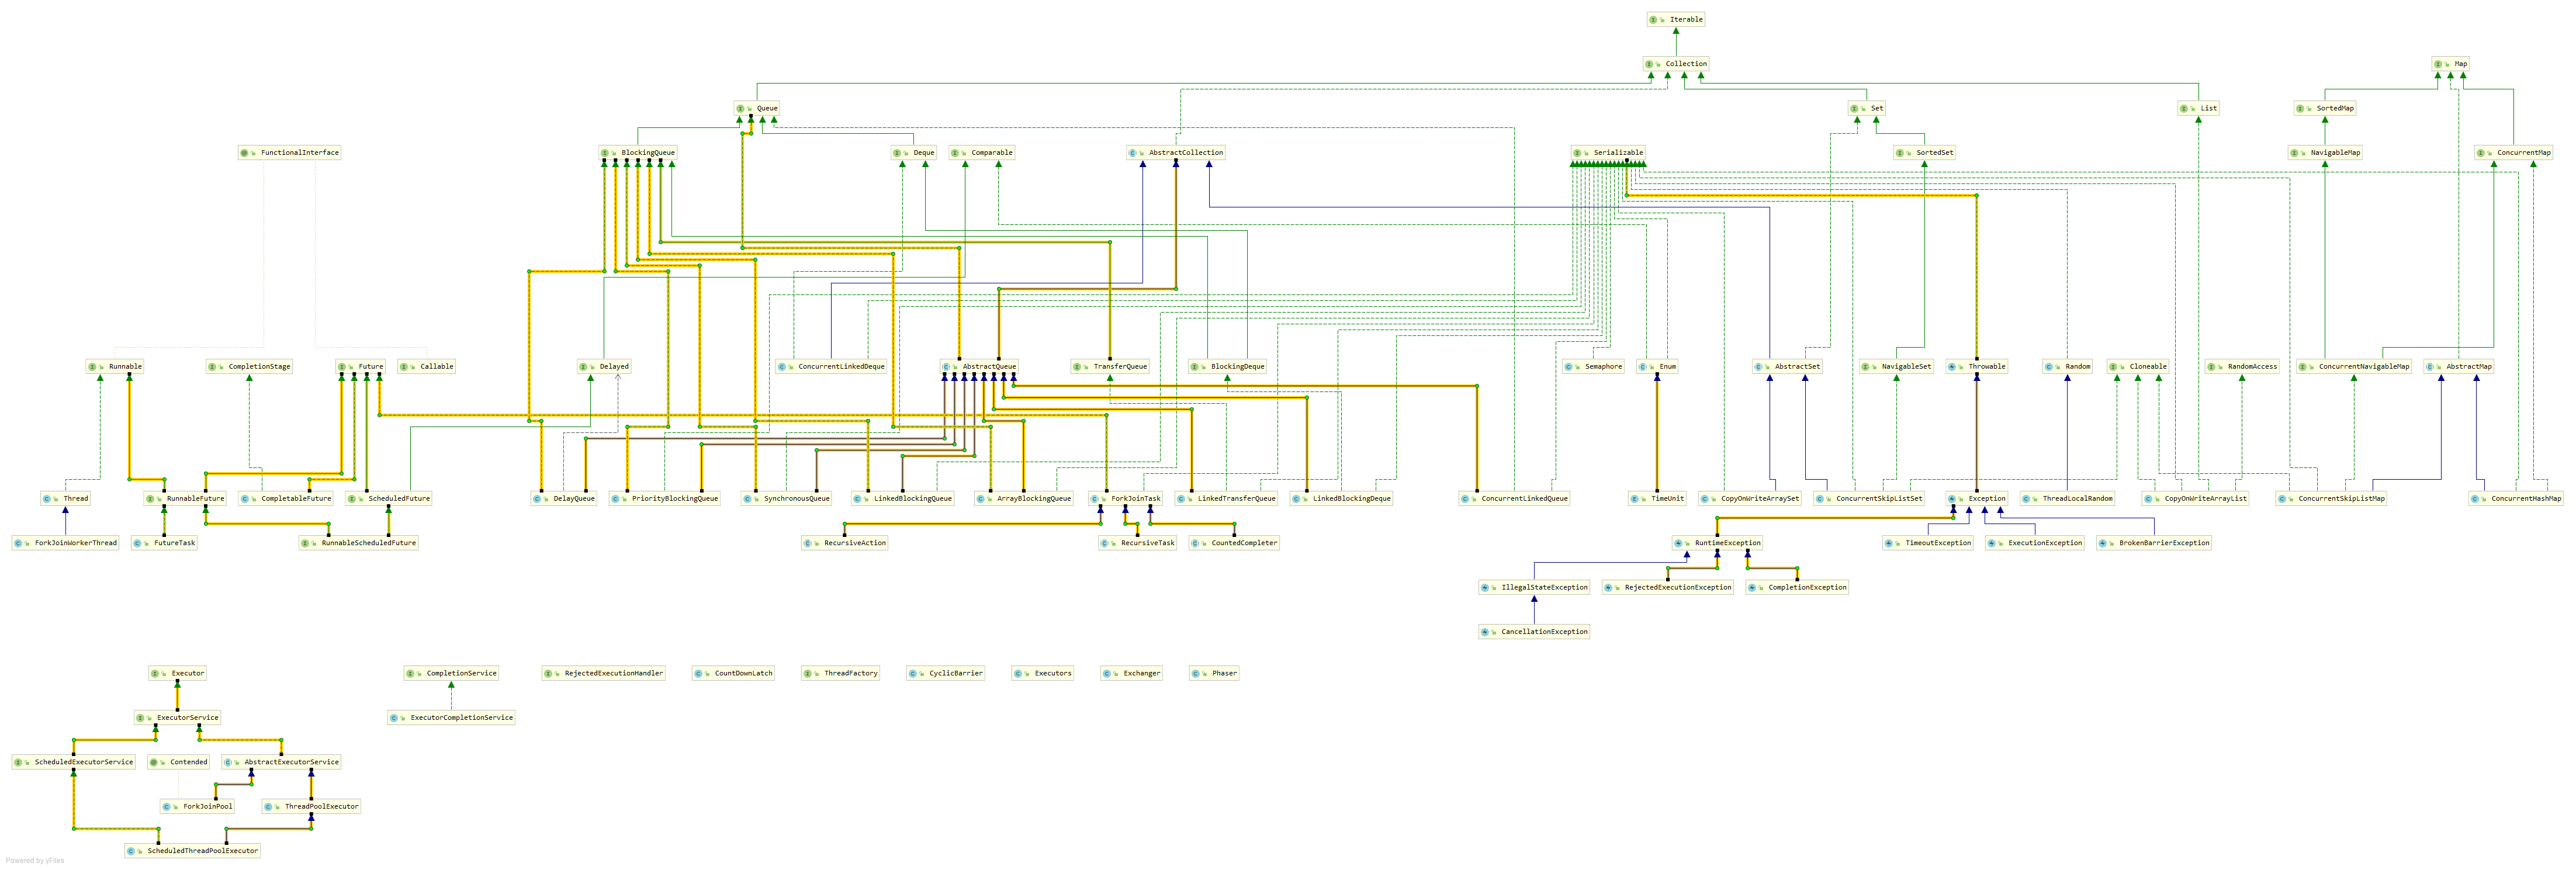 Iterable
Collection
Map
Queue
Set
List
SortedMap
FunctionalInterface
BlockingQueue
Deque
Comparable
AbstractCollection
Serializable
SortedSet
NavigableMap
ConcurrentMap
Runnable
CompletionStage
Future
Callable
Delayed
ConcurrentLinkedDeque
AbstractQueue
TransferQueue
BlockingDeque
Semaphore
Enum
AbstractSet
NavigableSet
Throwable
Random
Cloneable
RandomAccess
ConcurrentNavigableMap
AbstractMap
Thread
RunnableFuture
CompletableFuture
ScheduledFuture
DelayQueue
PriorityBlockingQueue
SynchronousQueue
LinkedBlockingQueue
ArrayBlockingQueue
ForkJoinTask
LinkedTransferQueue
LinkedBlockingDeque
ConcurrentLinkedQueue
TimeUnit
CopyOnWriteArraySet
ConcurrentSkipListSet
Exception
ThreadLocalRandom
CopyOnWriteArrayList
ConcurrentSkipListMap
ConcurrentHashMap
ForkJoinWorkerThread
FutureTask
RunnableScheduledFuture
RecursiveAction
RecursiveTask
CountedCompleter
RuntimeException
TimeoutException
ExecutionException
BrokenBarrierException
IllegalStateException
RejectedExecutionException
CompletionException
CancellationException
Executor
CompletionService
RejectedExecutionHandler
CountDownLatch
ThreadFactory
CyclicBarrier
Executors
Exchanger
Phaser
ExecutorService
ExecutorCompletionService
ScheduledExecutorService
Contended
AbstractExecutorService
ForkJoinPool
ThreadPoolExecutor
ScheduledThreadPoolExecutor
Powered by yFiles